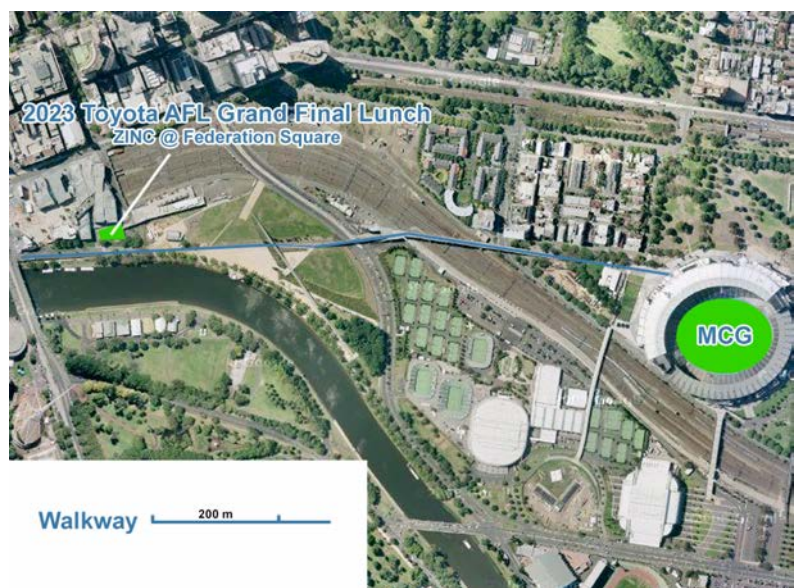 2023 Toyota AFL Grand Final Lunch
ZINC @ Federation Square
MCG
Walkway
200 m